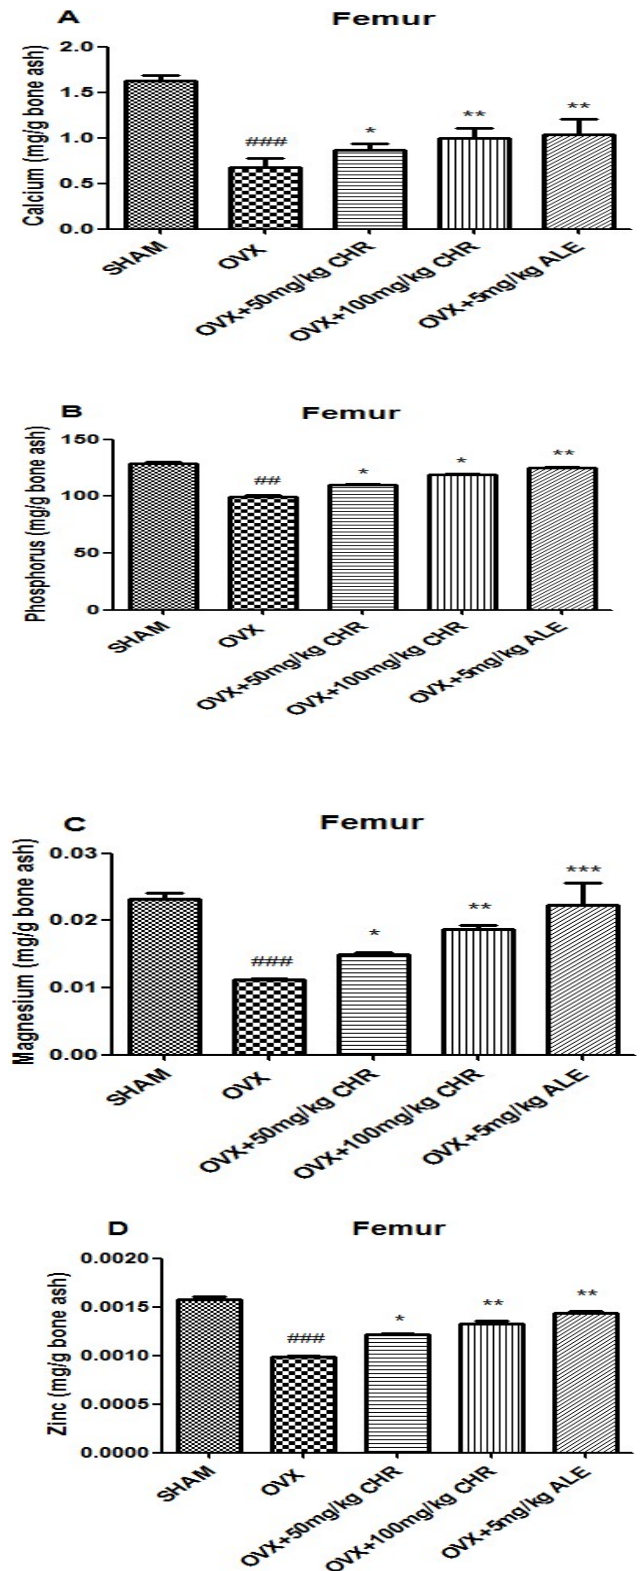 A Femur
Calcium (mg/g bone ash)
2.0
1.5
1.0
0.5
0.0
###
*
**
**
SHAM
OVX
OVX+50mg/kg CHR
OVX+100mg/kg CHR
OVX+5mg/kg ALE
B Femur
Phosphorus (mg/g bone ash)
150
100
50
0
##
*
*
**
SHAM
OVX
OVX+50mg/kg CHR
OVX+100mg/kg CHR
OVX+5mg/kg ALE
C Femur
Magnesium (mg/g bone ash)
0.03
0.02
0.01
0.00
###
*
**
***
SHAM
OVX
OVX+50mg/kg CHR
OVX+100mg/kg CHR
OVX+5mg/kg ALE
D Femur
Zinc (mg/g bone ash)
0.0020
0.0015
0.0010
0.0005
0.0000
###
*
**
**
SHAM
OVX
OVX+50mg/kg CHR
OVX+100mg/kg CHR
OVX+5mg/kg ALE